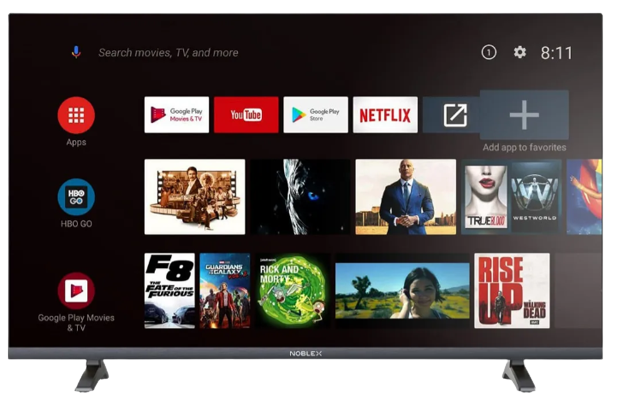 Search movies, TV, and more
1
8:11
Apps
Google Play
Movies & TV
YouTube
Google Play
Store
NETFLIX
Add app to favorites
HBO
GO
HBO GO
TRUE BLOOD
WESTWORLD
Google Play Movies
& TV
F8
THE FATE OF THE
FURIOUS
GUARDIANS
OF THE GALAXY
RICK AND
MORTY
RISE
UP
THE
WALKING
DEAD
AMC
NOBLEX